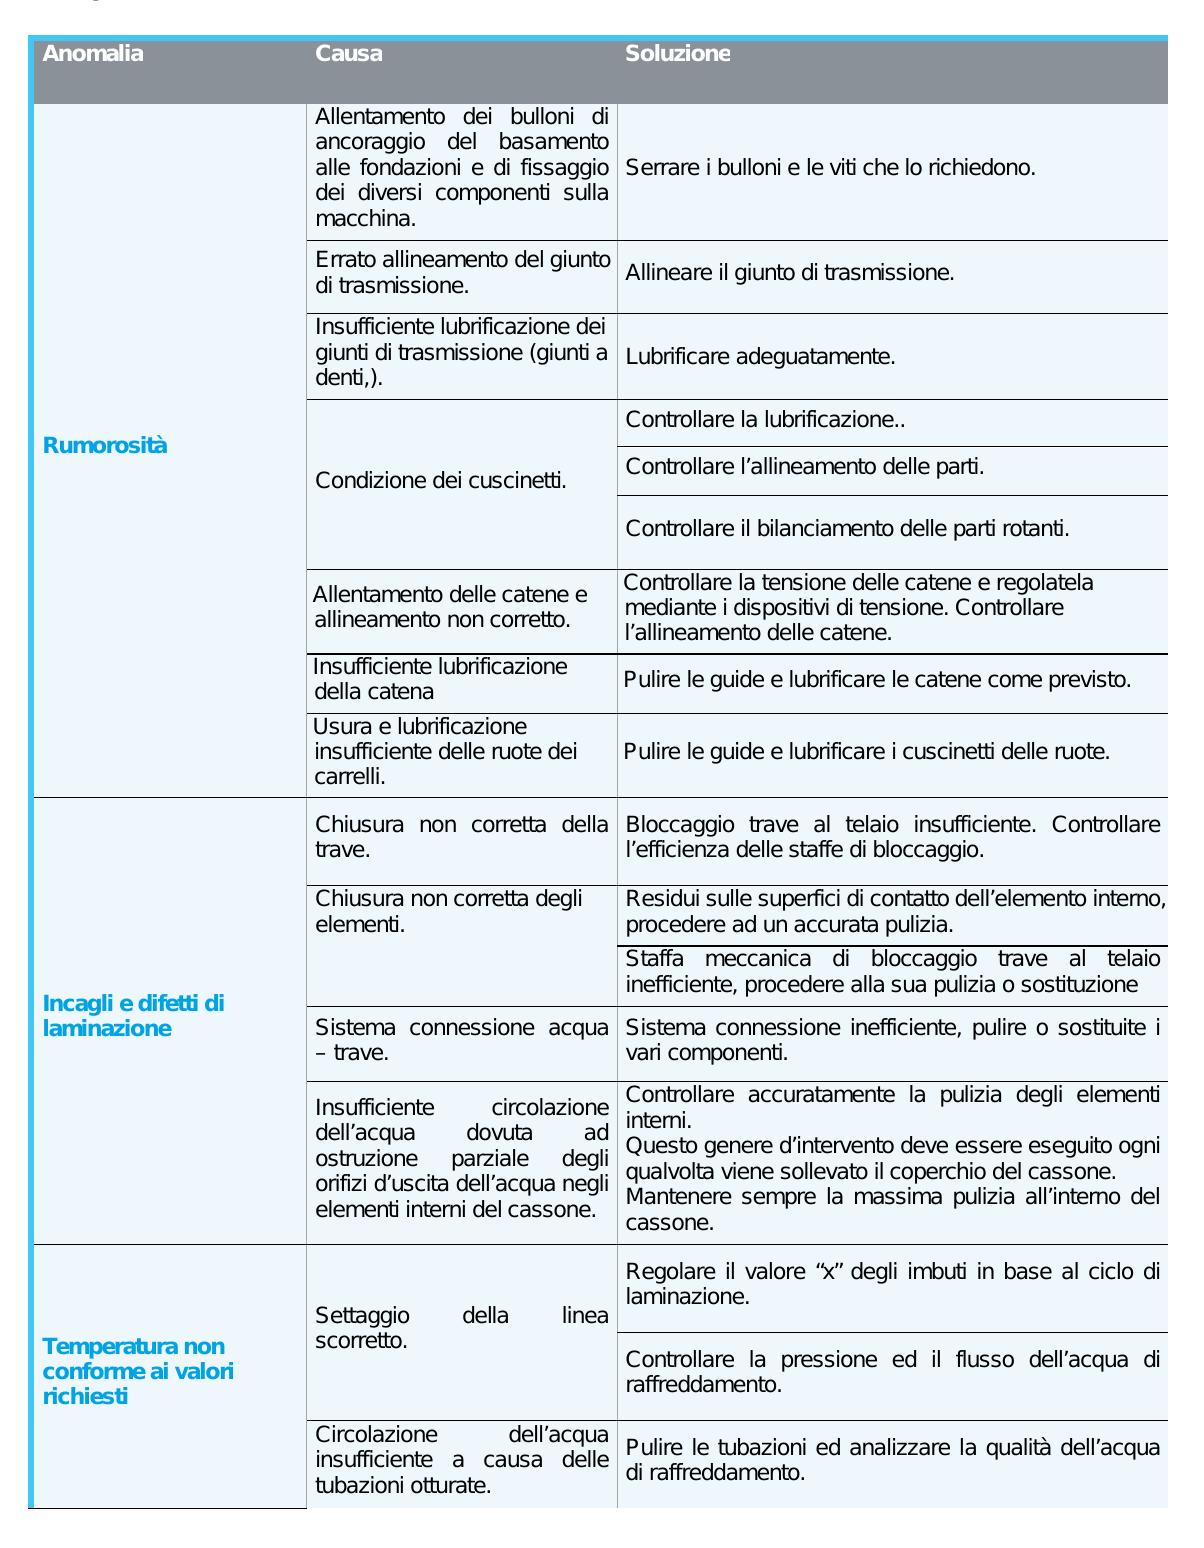 Anomalia Causa Soluzione
Rumorosità
Allentamento dei bulloni di
ancoraggio del basamento
alle fondazioni e di fissaggio
dei diversi componenti sulla
macchina.
Serrare i bulloni e le viti che lo richiedono.
Errato allineamento del giunto
di trasmissione.
Allineare il giunto di trasmissione.
Insufficiente lubrificazione dei
giunti di trasmissione (giunti a
denti,).
Lubrificare adeguatamente.
Condizione dei cuscinetti.
Controllare la lubrificazione..
Controllare l’allineamento delle parti.
Controllare il bilanciamento delle parti rotanti.
Allentamento delle catene e
allineamento non corretto.
Controllare la tensione delle catene e regolatela
mediante i dispositivi di tensione. Controllare
l’allineamento delle catene.
Insufficiente lubrificazione
della catena
Pulire le guide e lubrificare le catene come previsto.
Usura e lubrificazione
insufficiente delle ruote dei
carrelli.
Pulire le guide e lubrificare i cuscinetti delle ruote.
Incagli e difetti di
laminazione
Chiusura non corretta della
trave.
Bloccaggio trave al telaio insufficiente. Controllare
l’efficienza delle staffe di bloccaggio.
Chiusura non corretta degli
elementi.
Residui sulle superfici di contatto dell’elemento interno,
procedere ad un accurata pulizia.
Staffa meccanica di bloccaggio trave al telaio
inefficiente, procedere alla sua pulizia o sostituzione
Sistema connessione acqua
– trave.
Sistema connessione inefficiente, pulire o sostituite i
vari componenti.
Insufficiente circolazione
dell’acqua dovuta ad
ostruzione parziale degli
orifizi d’uscita dell’acqua negli
elementi interni del cassone.
Controllare accuratamente la pulizia degli elementi
interni.
Questo genere d’intervento deve essere eseguito ogni
qualvolta viene sollevato il coperchio del cassone.
Mantenere sempre la massima pulizia all’interno del
cassone.
Temperatura non
conforme ai valori
richiesti
Settaggio della linea
scorretto.
Regolare il valore “x” degli imbuti in base al ciclo di
laminazione.
Controllare la pressione ed il flusso dell’acqua di
raffreddamento.
Circolazione dell’acqua
insufficiente a causa delle
tubazioni otturate.
Pulire le tubazioni ed analizzare la qualità dell’acqua
di raffreddamento.